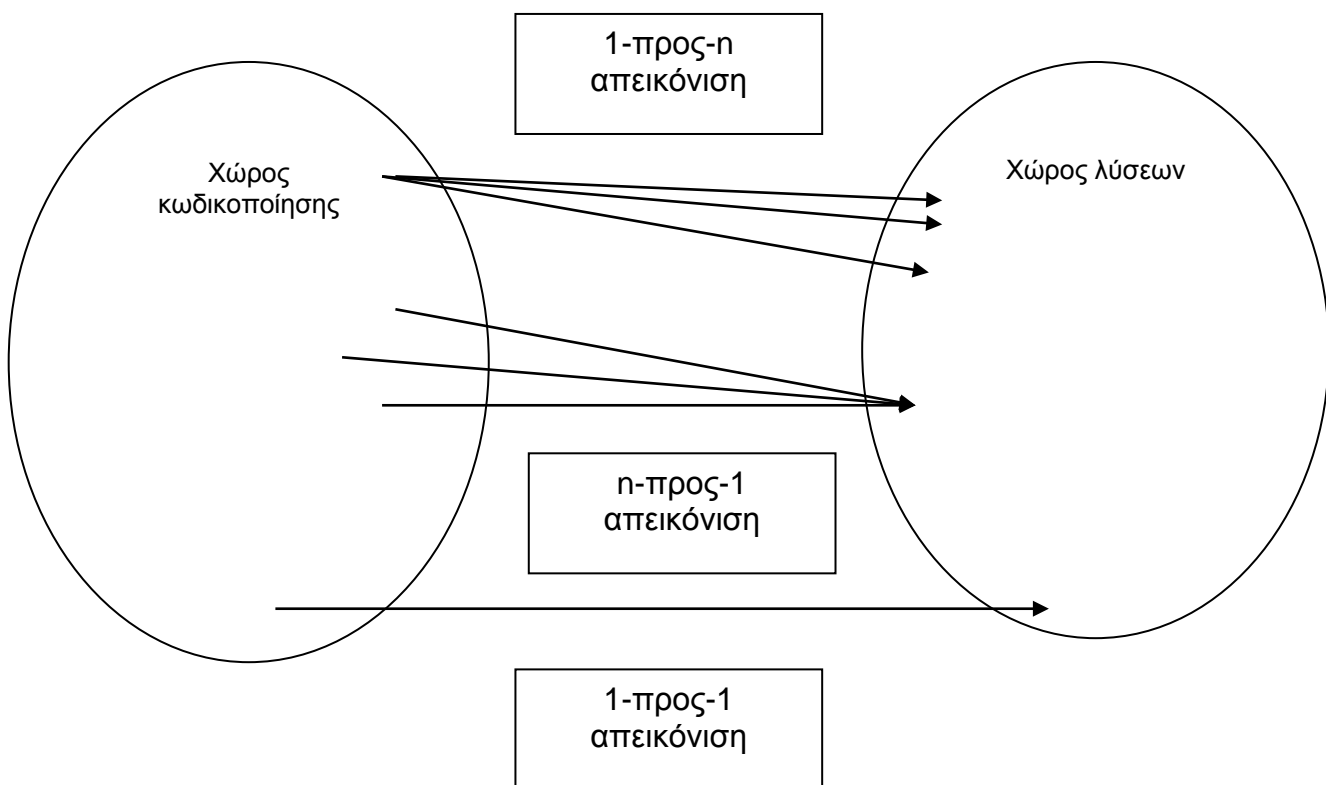 1-προς-n
απεικόνιση
Χώρος
κωδικοποίησης
Χώρος λύσεων
n-προς-1
απεικόνιση
1-προς-1
απεικόνιση